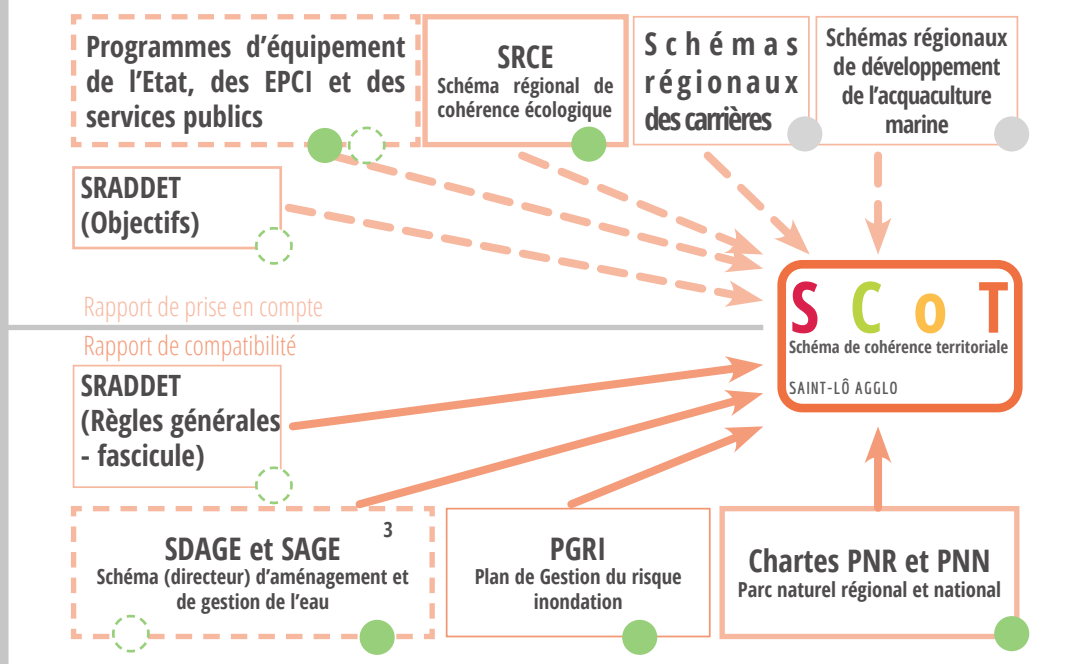 Programmes d’équipement
de l’Etat, des EPCI et des
services publics
SRCE
Schéma régional de
cohérence écologique
Schémas
régionaux
des carrières
Schémas régionaux
de développement
de l’acquaculture
marine
SRADDET
(Objectifs)
Rapport de prise en compte
S C o T
Schéma de cohérence territoriale
SAINT-LÔ AGGLO
Rapport de compatibilité
SRADDET
(Règles générales
- fascicule)
3
SDAGE et SAGE
Schéma (directeur) d’aménagement et
de gestion de l’eau
PGRI
Plan de Gestion du risque
inondation
Chartes PNR et PNN
Parc naturel régional et national